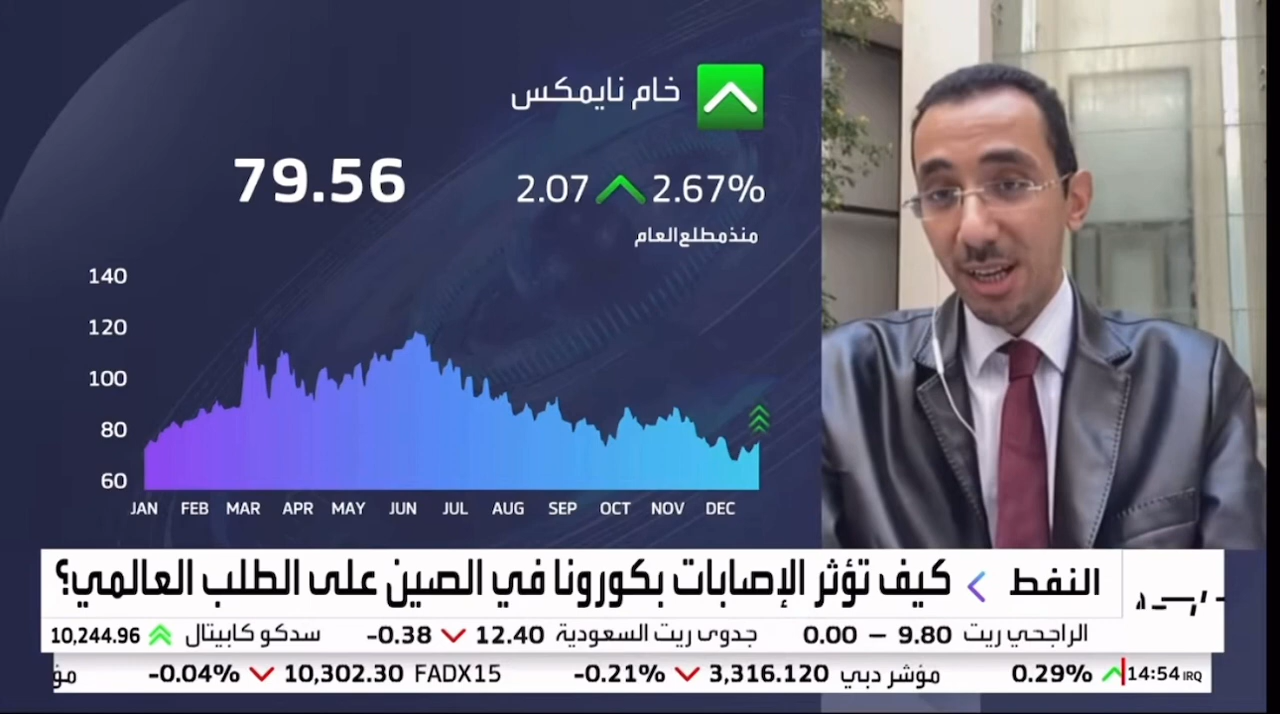 خام نايمكس
79.56
2.07 2.67%
منذ مطلع العام
140
120
100
80
60
JAN FEB MAR APR MAY JUN JUL AUG SEP OCT NOV DEC
النفط كيف تؤثر الإصابات بكورونا في الصين على الطلب العالمي؟
الراجحي ريت 9.80 – 0.00 جدوى ريت السعودية 12.40 -0.38 سدكو كابيتال 10,244.96
14:54 IRQ 0.29% مؤشر دبي 3,316.120 -0.21% FADX15 10,302.30 -0.04% مؤ